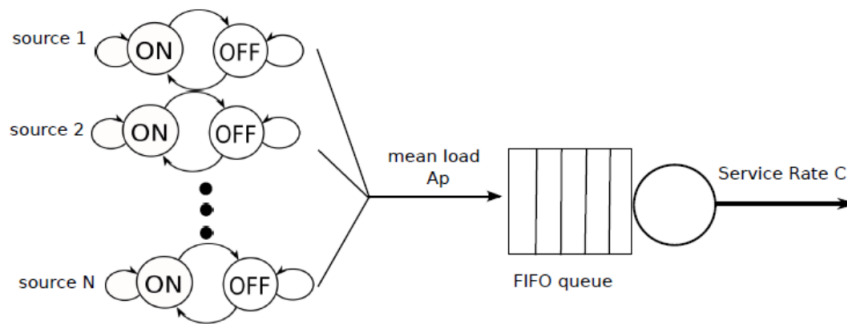 source 1
ON
OFF
source 2
ON
OFF
mean load
Ap
Service Rate C
source N
ON
OFF
FIFO queue